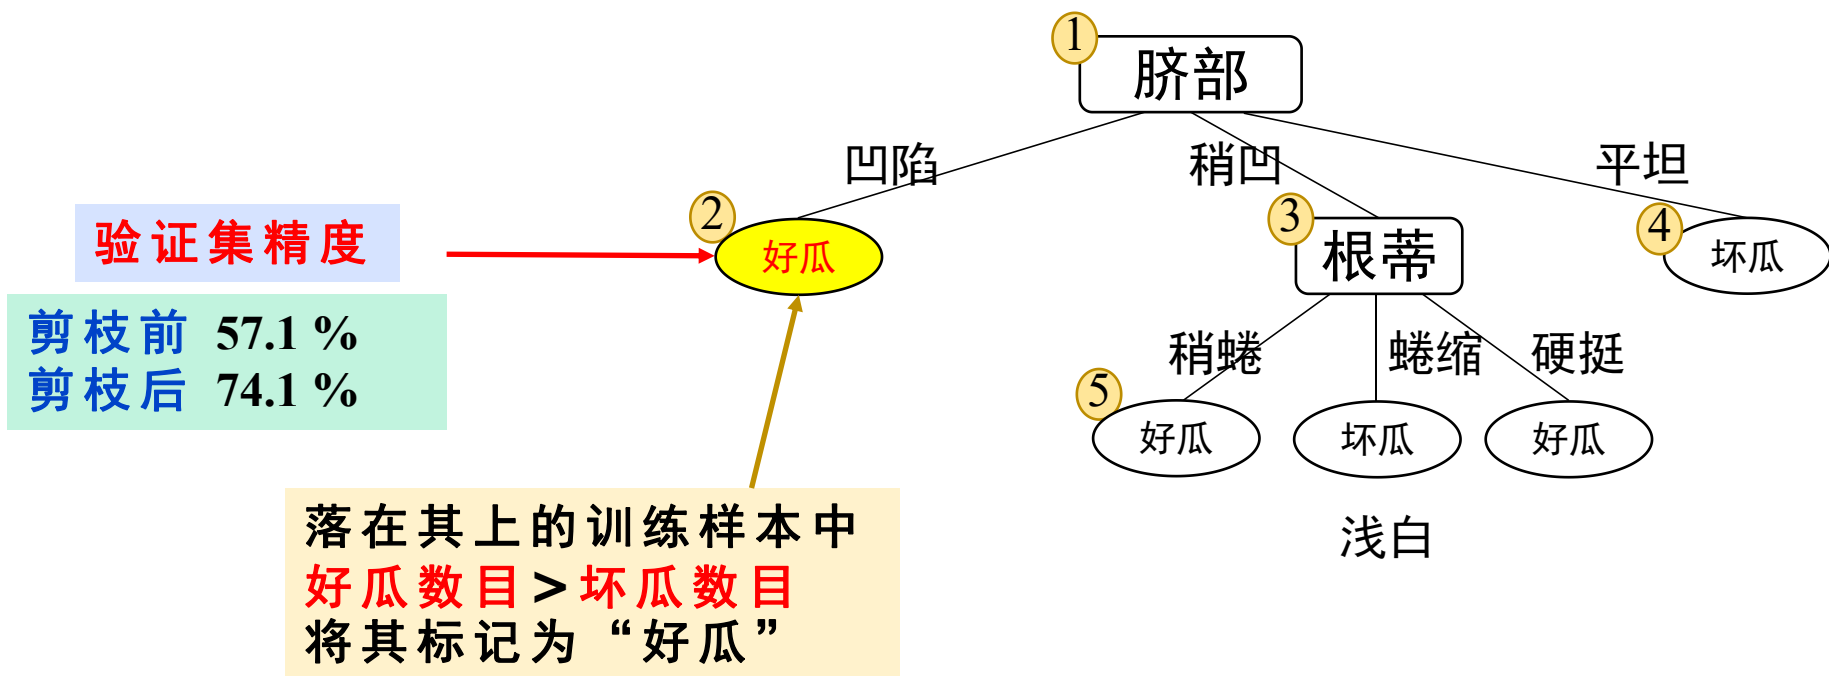 1
脐部
凹陷
稍凹
平坦
2
好瓜
3
根蒂
4
坏瓜
验证集精度
剪枝前 57.1 %
剪枝后 74.1 %
稍蜷
蜷缩
硬挺
5
好瓜
坏瓜
好瓜
浅白
落在其上的训练样本中
好瓜数目>坏瓜数目
将其标记为“好瓜”